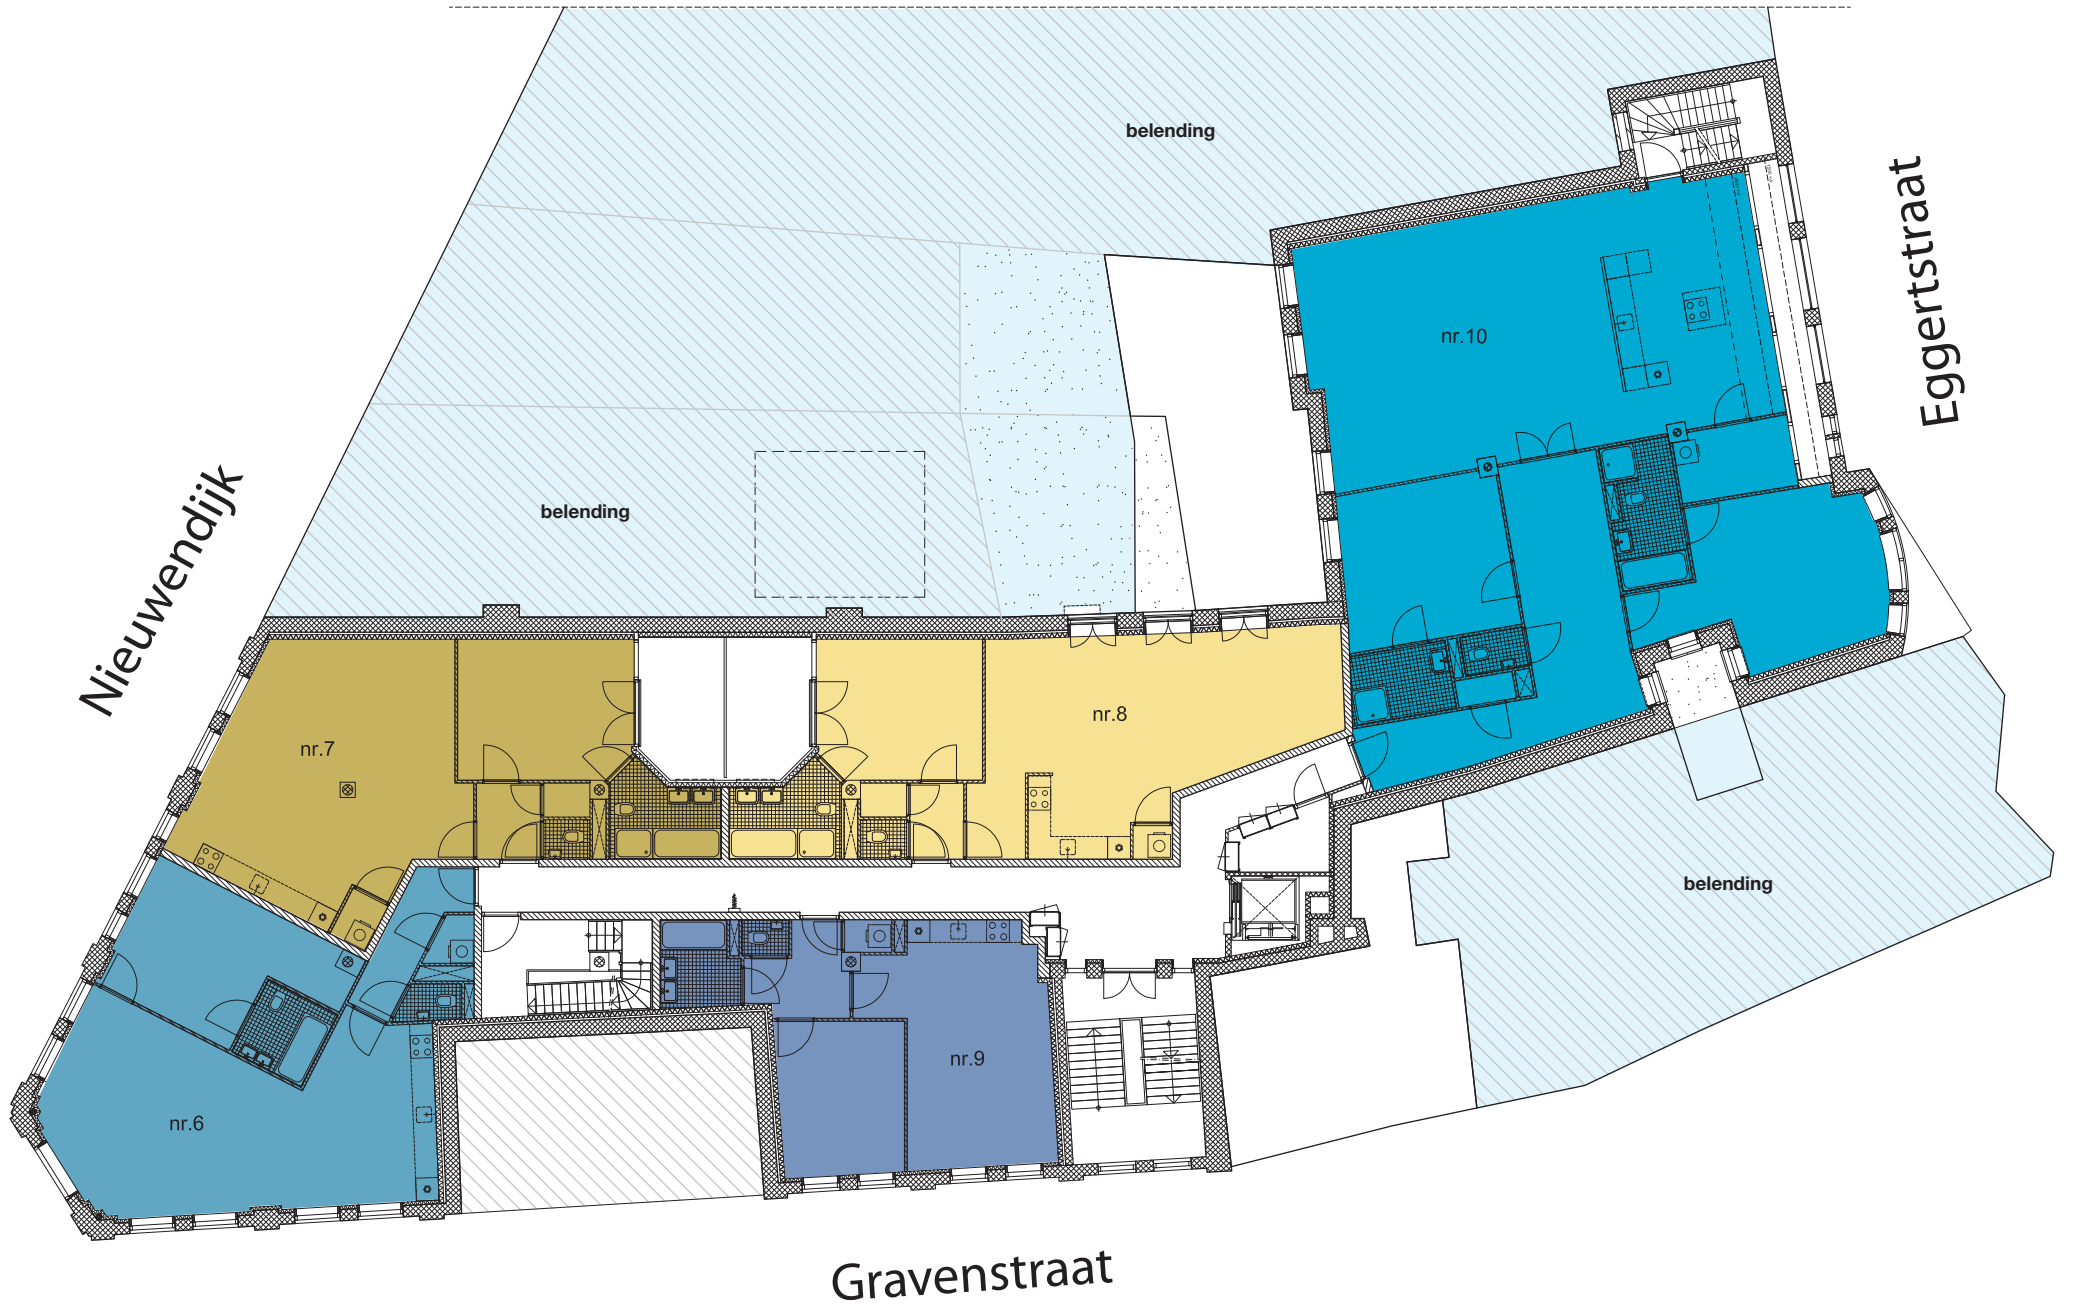 belending
Eggertstraat
nr.10
Nieuwendijk
belending
nr.8
nr.7
belending
nr.9
nr.6
Gravenstraat